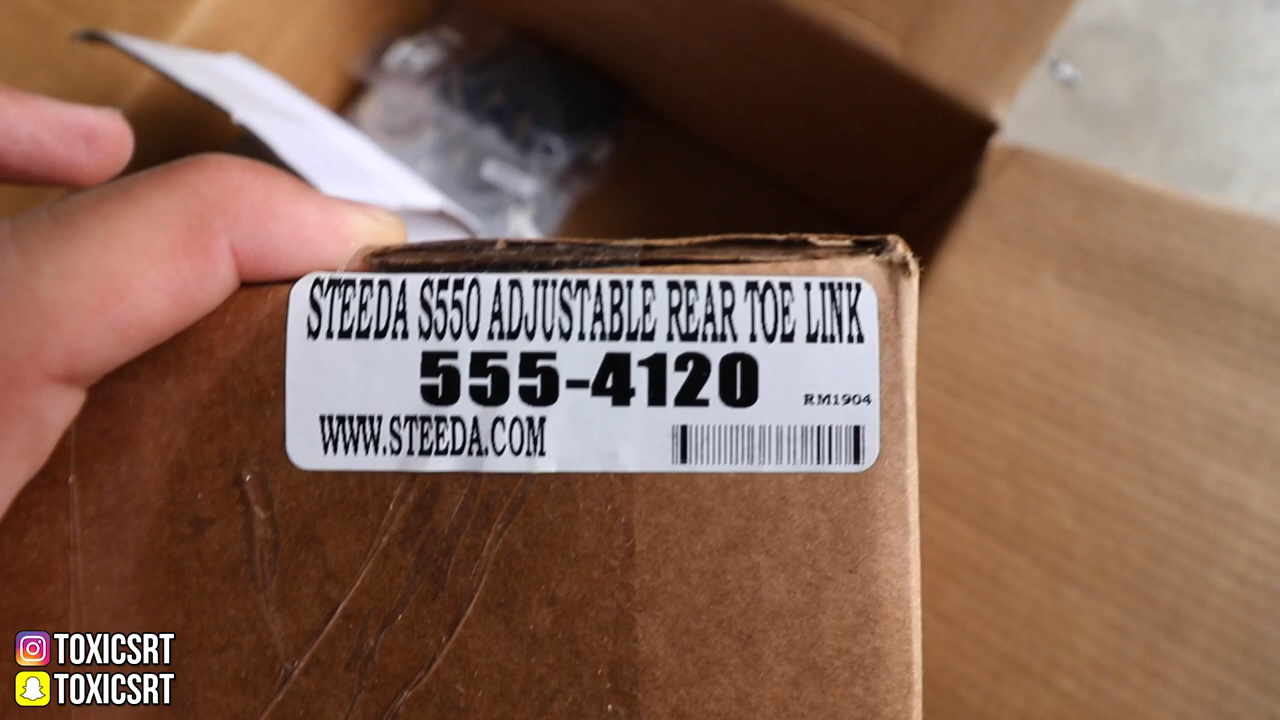 STEEDA S550 ADJUSTABLE REAR TOE LINK
555-4120
RM1904
WWW.STEEDA.COM
TOXICSRT
TOXICSRT